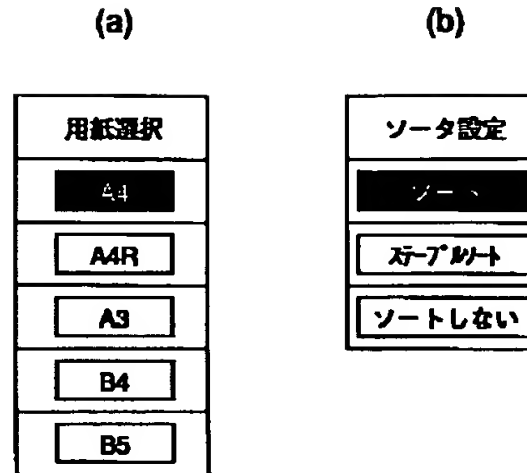 (a)
用紙選択
A4
A4R
A3
B4
B5
(b)
ソータ設定
ソート
ステープルソート
ソートしない